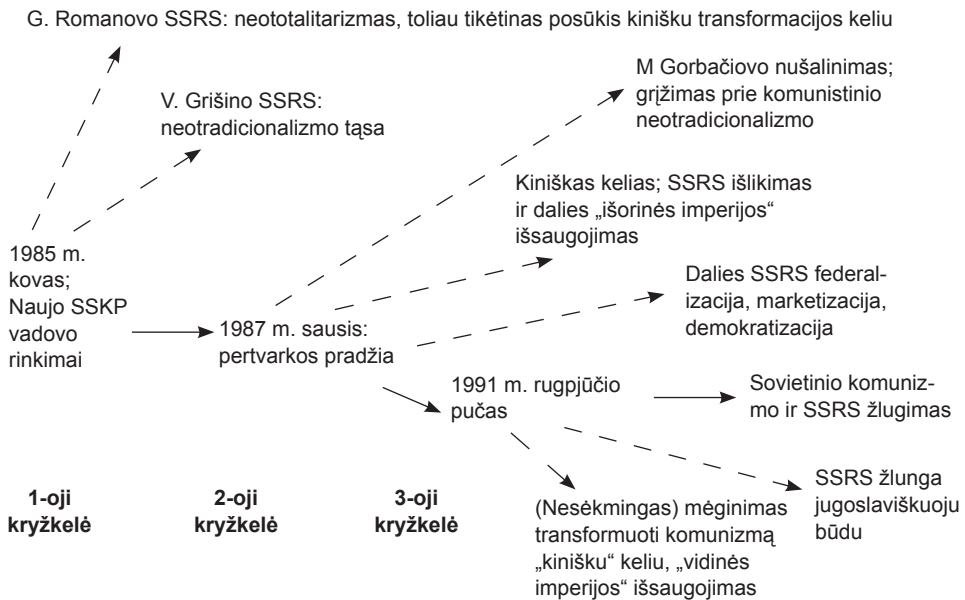 G. Romanovo SSRS: neototalitarizmas, toliau tikėtinas posūkis kinišku transformacijos keliu
V. Grišino SSRS:
neotradicionalizmo tąsa
M Gorbačiovo nušalinimas;
grįžimas prie komunistinio
neotradicionalizmo
Kiniškas kelias; SSRS išlikimas
ir dalies „išorinės imperijos“
išsaugojimas
1985 m.
kovas;
Naujo SSKP
vadovo
rinkimai
1987 m. sausis:
pertvarkos pradžia
Dalies SSRS federal-
izacija, marketizacija,
demokratizacija
1991 m. rugpjūčio
pučas
Sovietinio komuniz-
mo ir SSRS žlugimas
SSRS žlunga
jugoslaviškuoju
būdu
(Nesėkmingas) mėginimas
transformuoti komunizmą
„kinišku“ keliu, „vidinės
imperijos“ išsaugojimas
1-oji
kryžkelė
2-oji
kryžkelė
3-oji
kryžkelė